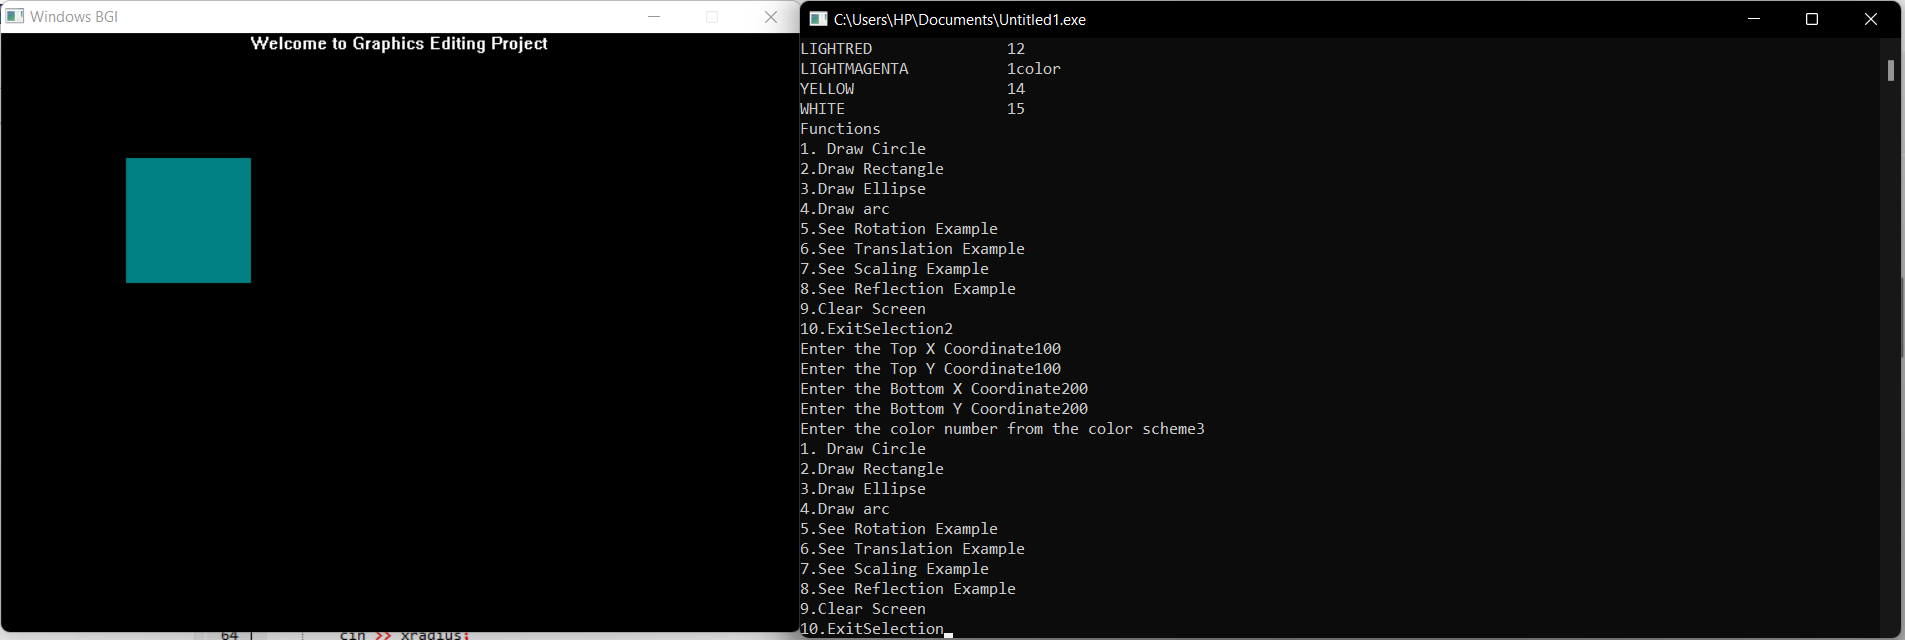 Windows BGI
Welcome to Graphics Editing Project
64
cin >> xradius;
C:\Users\HP\Documents\Untitled1.exe
LIGHTRED 12
LIGHTMAGENTA 1color
YELLOW 14
WHITE 15
Functions
1. Draw Circle
2.Draw Rectangle
3.Draw Ellipse
4.Draw arc
5.See Rotation Example
6.See Translation Example
7.See Scaling Example
8.See Reflection Example
9.Clear Screen
10.ExitSelection2
Enter the Top X Coordinate100
Enter the Top Y Coordinate100
Enter the Bottom X Coordinate200
Enter the Bottom Y Coordinate200
Enter the color number from the color scheme3
1. Draw Circle
2.Draw Rectangle
3.Draw Ellipse
4.Draw arc
5.See Rotation Example
6.See Translation Example
7.See Scaling Example
8.See Reflection Example
9.Clear Screen
10.ExitSelection